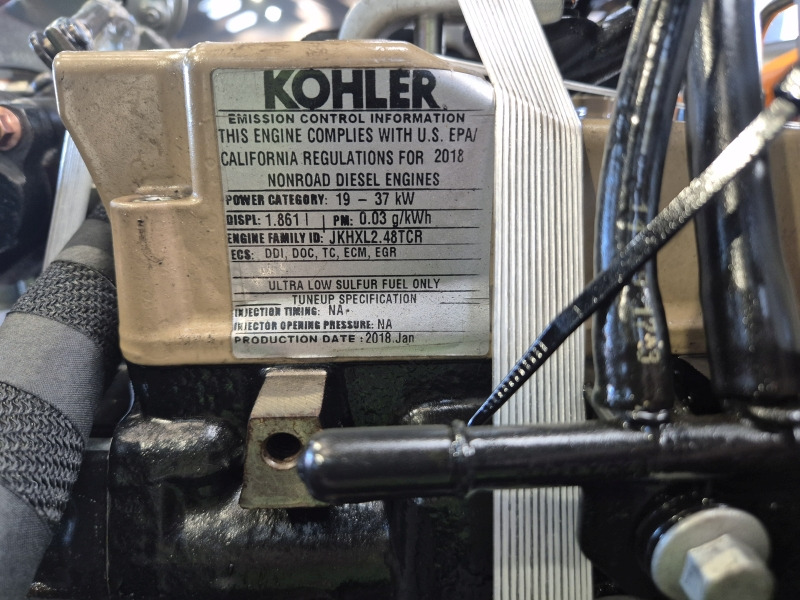 KOHLER
EMISSION CONTROL INFORMATION
THIS ENGINE COMPLIES WITH U.S. EPA/
CALIFORNIA REGULATIONS FOR 2018
NONROAD DIESEL ENGINES
POWER CATEGORY: 19 – 37 kW
DISPL: 1.861 l PM: 0.03 g/kWh
ENGINE FAMILY ID: JKHXL2.48TCR
ECS: DDI, DOC, TC, ECM, EGR
ULTRA LOW SULFUR FUEL ONLY
TUNEUP SPECIFICATION
INJECTION TIMING: NA
INJECTOR OPENING PRESSURE: NA
PRODUCTION DATE : 2018.Jan